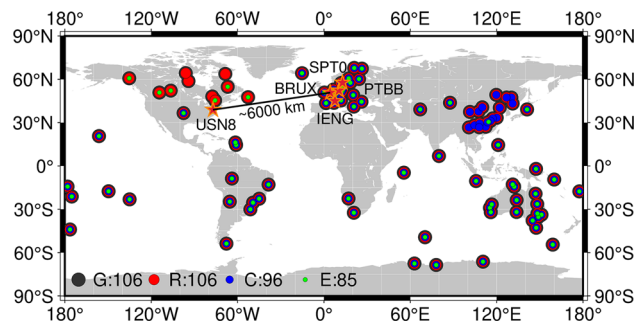 180° 120°W 60°W 0° 60°E 120°E 180°
90°N 90°N
60°N 60°N
SPT0
BRUX PTBB
~6000 km
IENG
USN8
30°N 30°N
0° 0°
30°S 30°S
60°S 60°S
G:106 R:106 C:96 E:85
90°S 90°S
180° 120°W 60°W 0° 60°E 120°E 180°